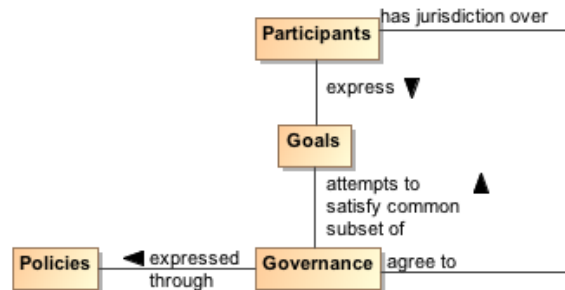 has jurisdiction over
Participants
express
Goals
attempts to
satisfy common
subset of
Policies
expressed
through
Governance
agree to